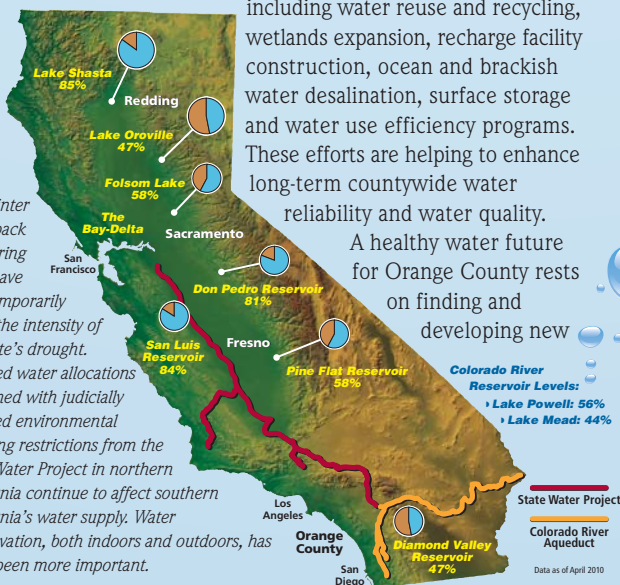 including water reuse and recycling,
wetlands expansion, recharge facility
construction, ocean and brackish
water desalination, surface storage
and water use efficiency programs.
These efforts are helping to enhance
long-term countywide water
reliability and water quality.
A healthy water future
for Orange County rests
on finding and
developing new
Lake Shasta
85%
Redding
Lake Oroville
47%
Folsom Lake
58%
The
Bay-Delta
Sacramento
San
Francisco
Don Pedro Reservoir
81%
San Luis
Reservoir
84%
Fresno
Pine Flat Reservoir
58%
Colorado River
Reservoir Levels:
Lake Powell: 56%
Lake Mead: 44%
State Water Project
Colorado River
Aqueduct
Los
Angeles
Orange
County
Diamond Valley
Reservoir
47%
San
Diego
Data as of April 2010
inter
back
ring
ave
mporarily
the intensity of
te's drought.
ed water allocations
ned with judicially
ed environmental
ng restrictions from the
Water Project in northern
nia continue to affect southern
nia's water supply. Water
vation, both indoors and outdoors, has
been more important.